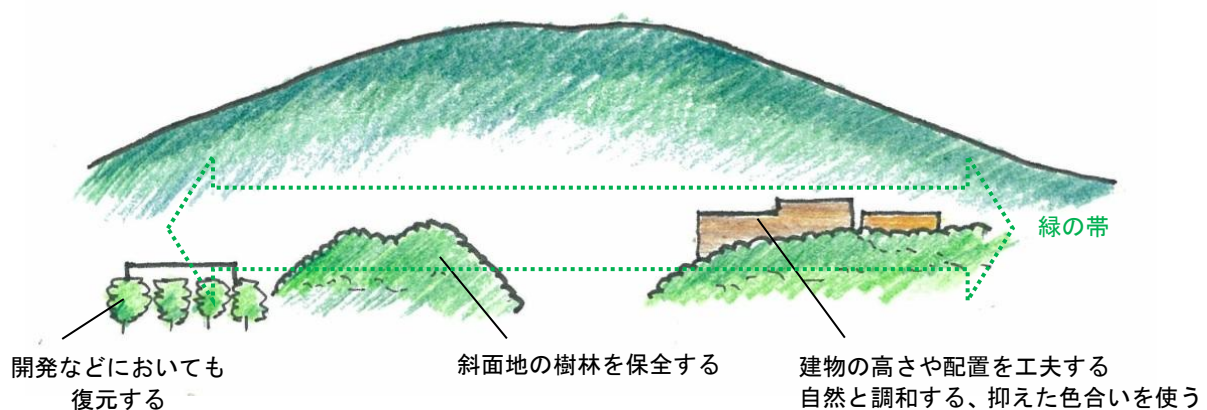 緑の帯
開発などにおいても
復元する
斜面地の樹林を保全する
建物の高さや配置を工夫する
自然と調和する、抑えた色合いを使う